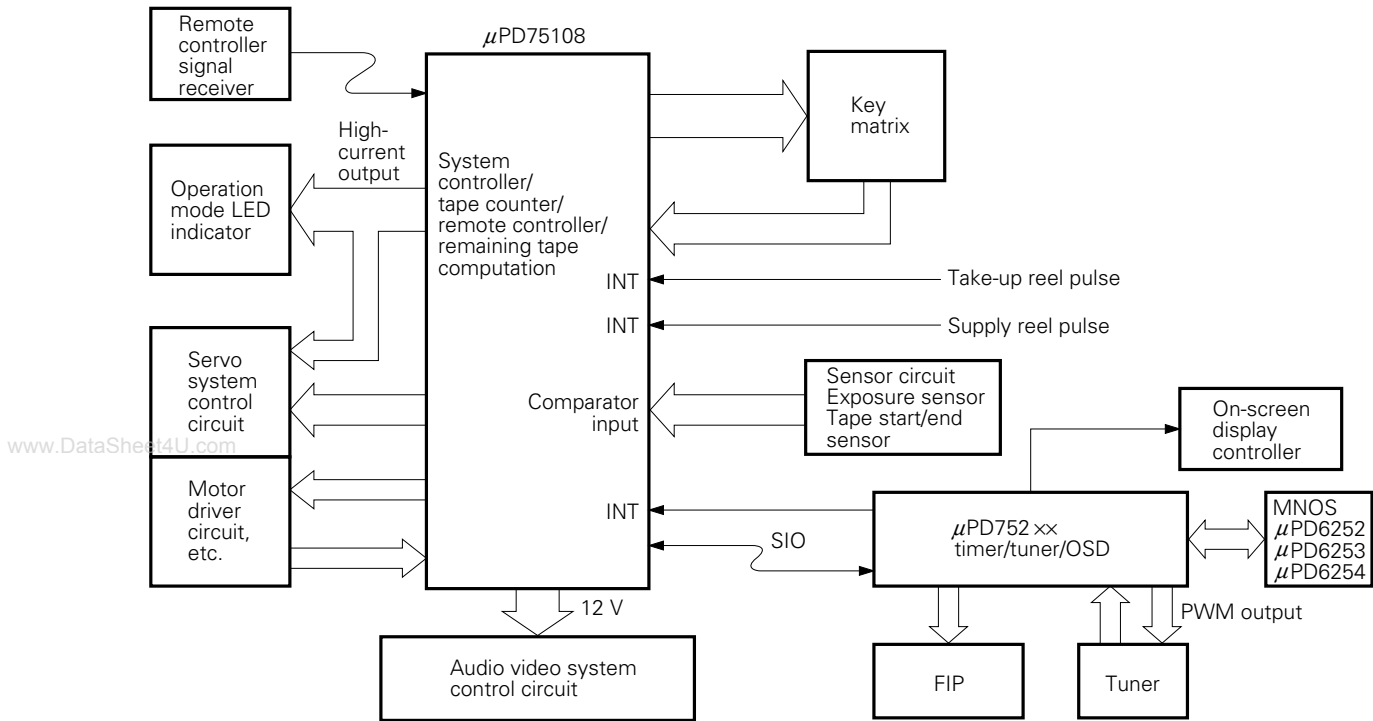 Remote
controller
signal
receiver
μPD75108
Key
matrix
High-
current
output
Operation
mode LED
indicator
System
controller/
tape counter/
remote controller/
remaining tape
computation
INT
Take-up reel pulse
INT
Supply reel pulse
Servo
system
control
circuit
Comparator
input
Sensor circuit
Exposure sensor
Tape start/end
sensor
On-screen
display
controller
www.DataSheet4U.com
Motor
driver
circuit,
etc.
INT
SIO
μPD752 ××
timer/tuner/OSD
MNOS
μPD6252
μPD6253
μPD6254
12 V
PWM output
Audio video system
control circuit
FIP
Tuner